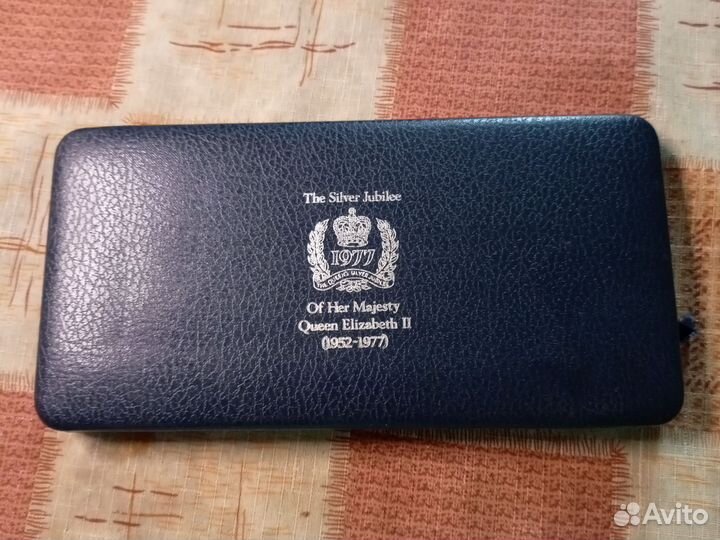 The Silver Jubilee
1977
THE QUEEN'S SILVER JUBILEE
Of Her Majesty
Queen Elizabeth II
(1952-1977)
Avito